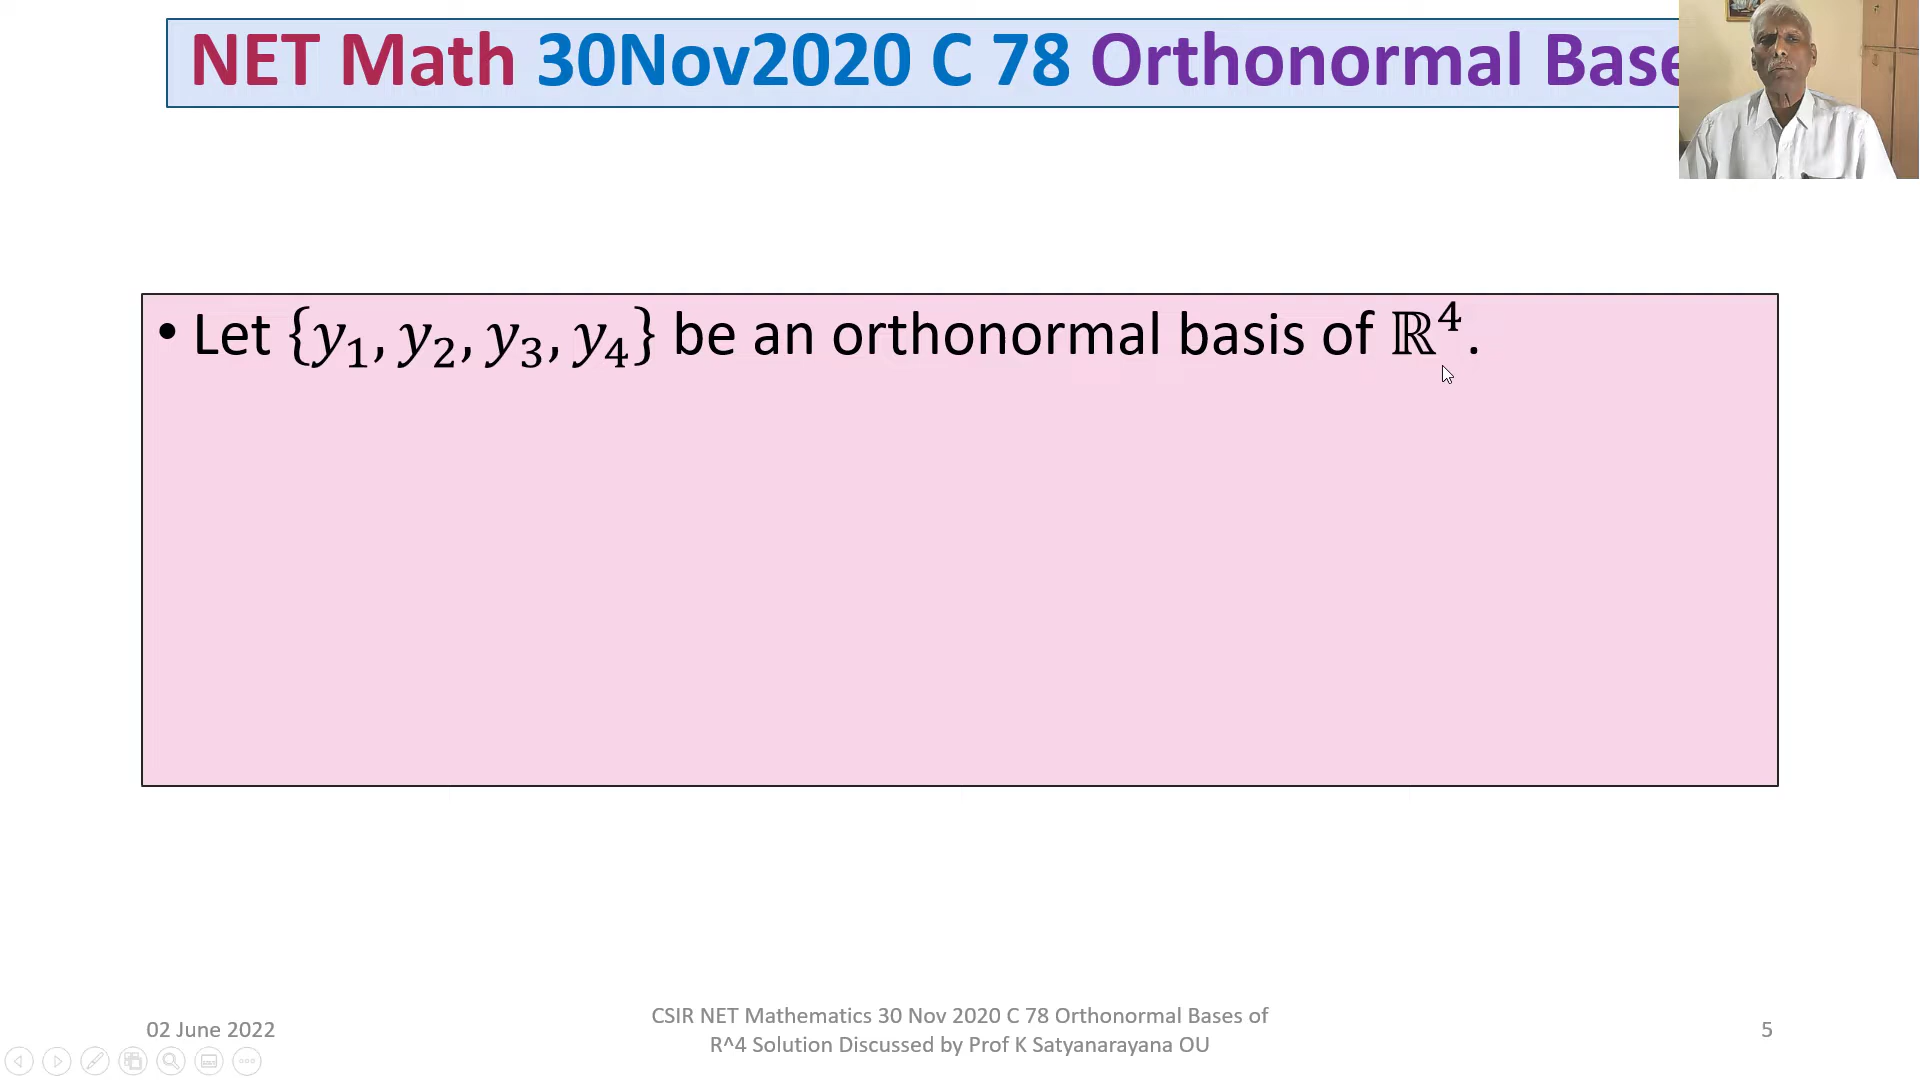 NET Math 30Nov2020 C 78 Orthonormal Base
• Let {𝑦₁, 𝑦₂, 𝑦₃, 𝑦₄} be an orthonormal basis of ℝ⁴.
CSIR NET Mathematics 30 Nov 2020 C 78 Orthonormal Bases of
02 June 2022
R^4 Solution Discussed by Prof K Satyanarayana OU
5